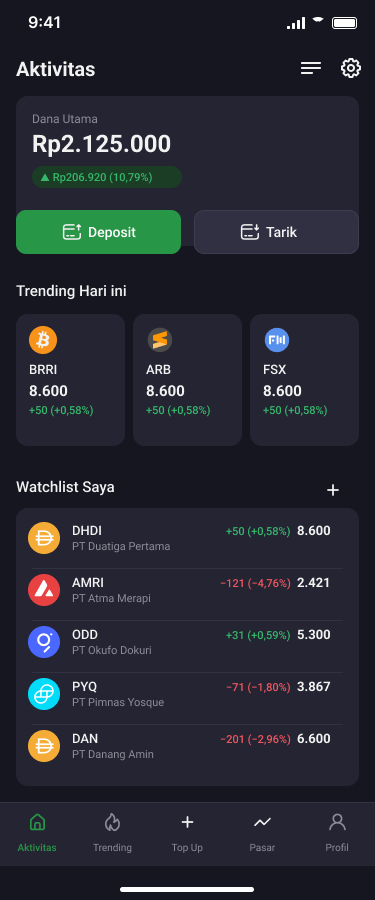 9:41
Aktivitas
Dana Utama
Rp2.125.000
▲ Rp206.920 (10,79%)
Deposit
Tarik
Trending Hari ini
BRRI
8.600
+50 (+0,58%)
ARB
8.600
+50 (+0,58%)
FSX
8.600
+50 (+0,58%)
Watchlist Saya
DHDI +50 (+0,58%) 8.600
PT Duatiga Pertama
AMRI −121 (−4,76%) 2.421
PT Atma Merapi
ODD +31 (+0,59%) 5.300
PT Okufo Dokuri
PYQ −71 (−1,80%) 3.867
PT Pimnas Yosque
DAN −201 (−2,96%) 6.600
PT Danang Amin
Aktivitas Trending Top Up Pasar Profil